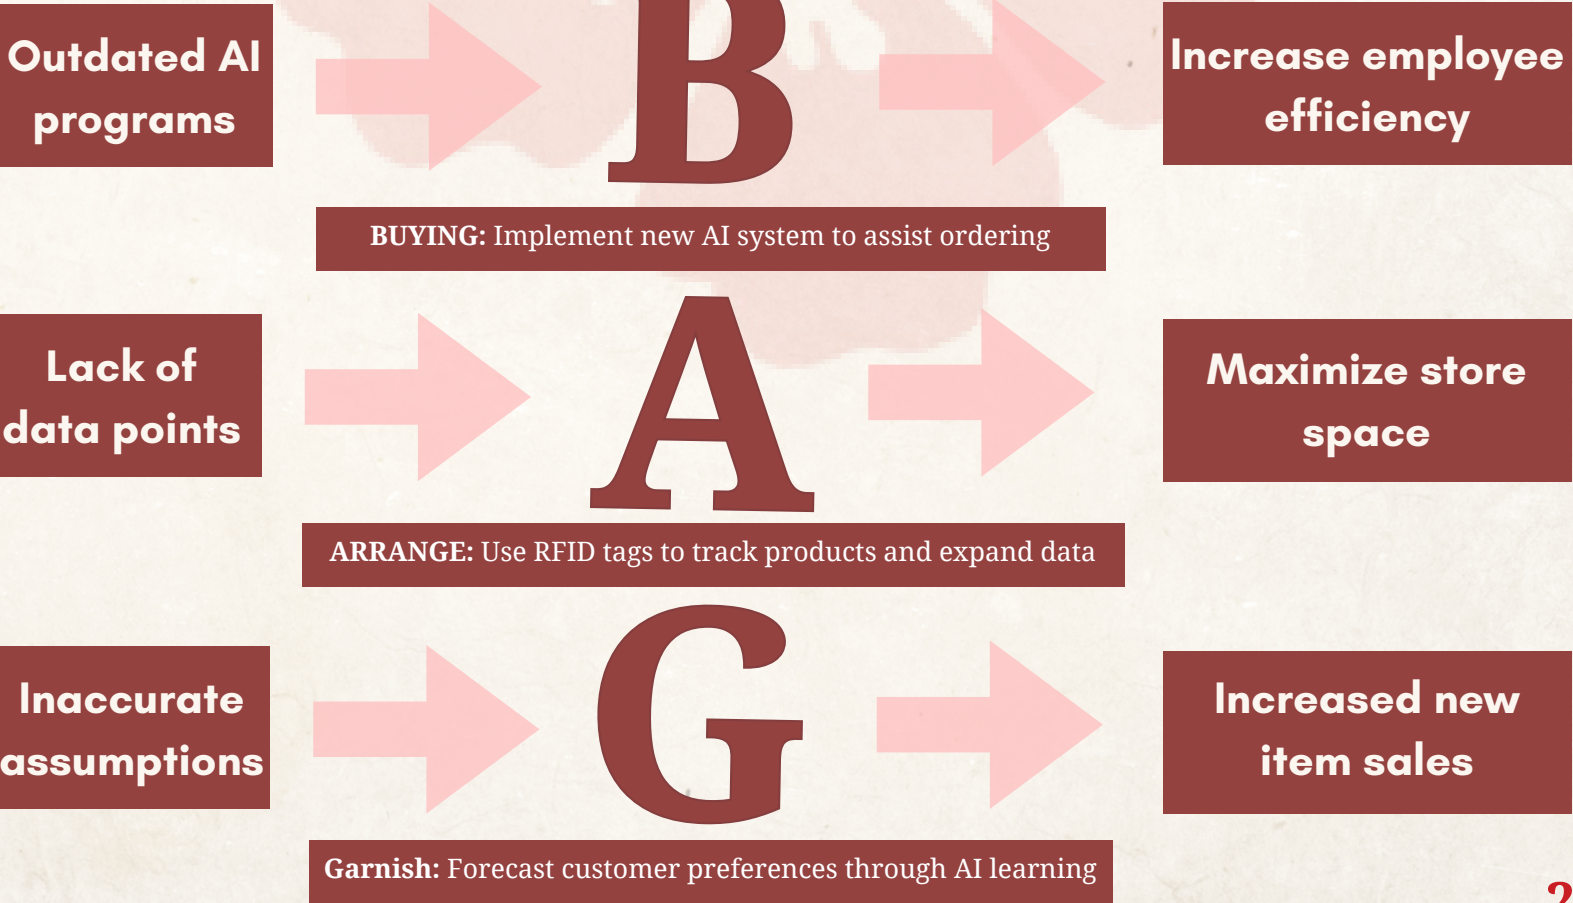 Outdated AI
programs
B
Increase employee
efficiency
BUYING: Implement new AI system to assist ordering
Lack of
data points
A
Maximize store
space
ARRANGE: Use RFID tags to track products and expand data
Inaccurate
assumptions
G
Increased new
item sales
Garnish: Forecast customer preferences through AI learning